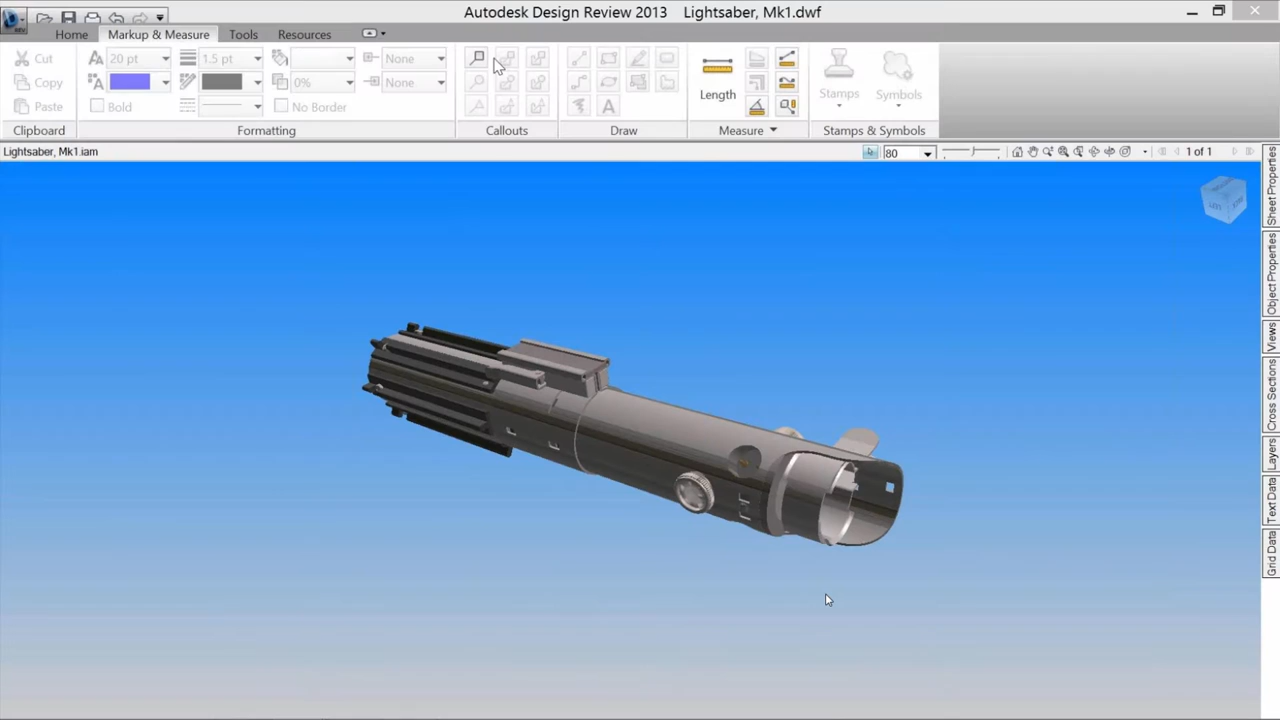 Autodesk Design Review 2013 Lightsaber, Mk1.dwf
Home Markup & Measure Tools Resources
Cut 20 pt 1.5 pt None
Copy 0% None
Paste Bold No Border
Length Stamps Symbols
Clipboard Formatting Callouts Draw Measure Stamps & Symbols
Lightsaber, Mk1.iam 80 1 of 1
Sheet Properties
Object Properties
Views
Cross Sections
Layers
Text Data
Grid Data